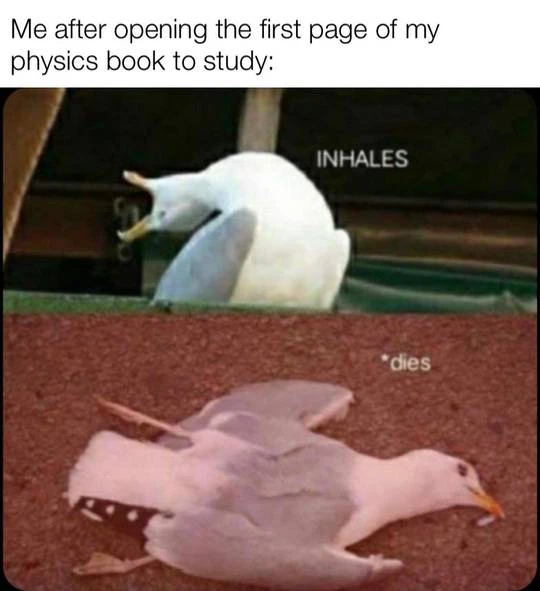 Me after opening the first page of my
physics book to study:
INHALES
*dies